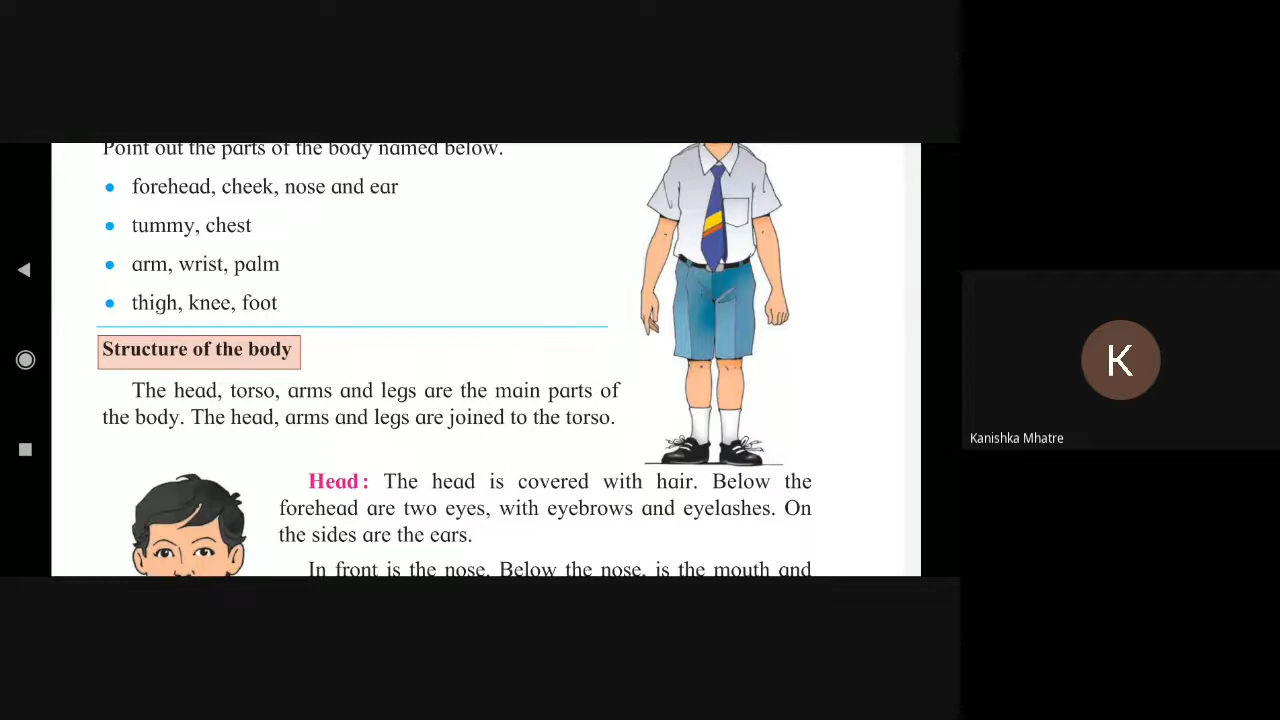 Point out the parts of the body named below.
• forehead, cheek, nose and ear
• tummy, chest
• arm, wrist, palm
• thigh, knee, foot
Structure of the body
The head, torso, arms and legs are the main parts of
the body. The head, arms and legs are joined to the torso.
Head : The head is covered with hair. Below the
forehead are two eyes, with eyebrows and eyelashes. On
the sides are the ears.
In front is the nose. Below the nose, is the mouth and
K
Kanishka Mhatre